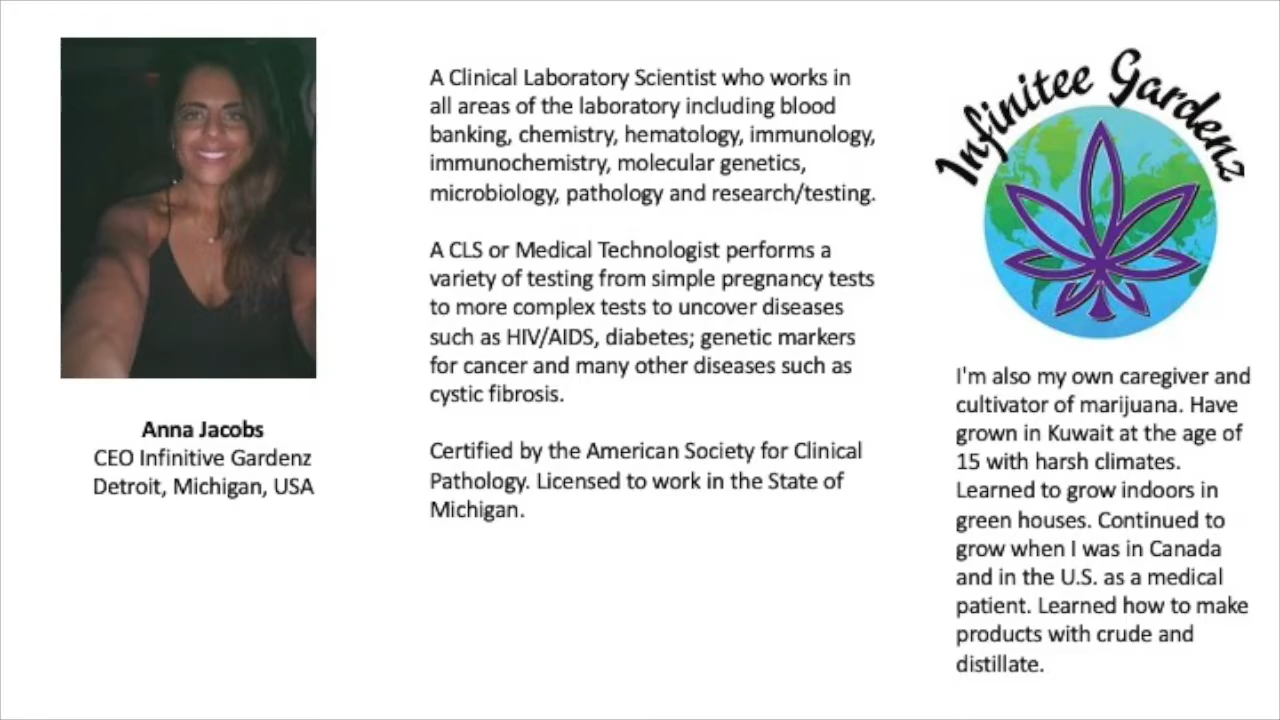 Anna Jacobs
CEO Infinitive Gardenz
Detroit, Michigan, USA
A Clinical Laboratory Scientist who works in
all areas of the laboratory including blood
banking, chemistry, hematology, immunology,
immunochemistry, molecular genetics,
microbiology, pathology and research/testing.
A CLS or Medical Technologist performs a
variety of testing from simple pregnancy tests
to more complex tests to uncover diseases
such as HIV/AIDS, diabetes; genetic markers
for cancer and many other diseases such as
cystic fibrosis.
Certified by the American Society for Clinical
Pathology. Licensed to work in the State of
Michigan.
Infinitee Gardenz
I'm also my own caregiver and
cultivator of marijuana. Have
grown in Kuwait at the age of
15 with harsh climates.
Learned to grow indoors in
green houses. Continued to
grow when I was in Canada
and in the U.S. as a medical
patient. Learned how to make
products with crude and
distillate.